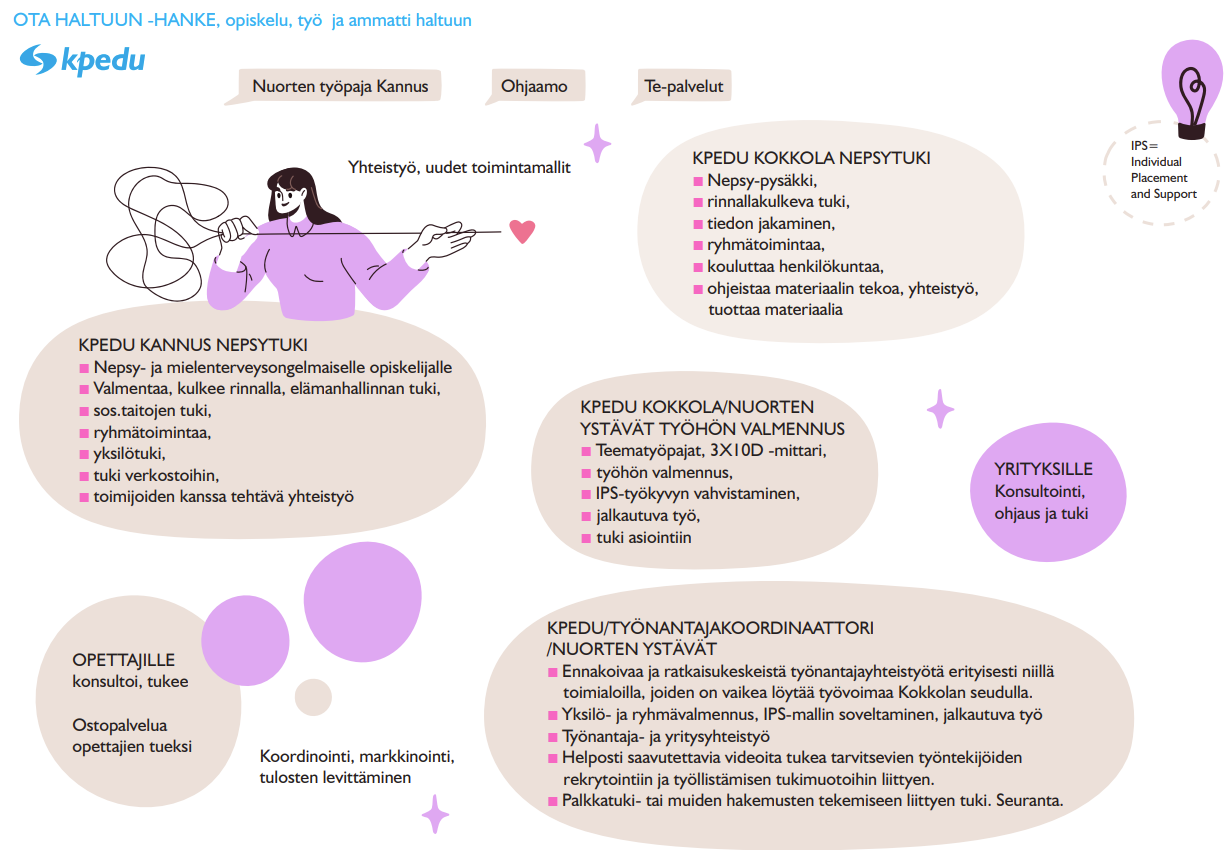 OTA HALTUUN -HANKE, opiskelu, työ ja ammatti haltuun
kpedu
Nuorten työpaja Kannus
Ohjaamo
Te-palvelut
IPS=
Individual
Placement
and Support
Yhteistyö, uudet toimintamallit
KPEDU KOKKOLA NEPSYTUKI
Nepsy-pysäkki,
rinnallakulkeva tuki,
tiedon jakaminen,
ryhmätoimintaa,
kouluttaa henkilökuntaa,
ohjeistaa materiaalin tekoa, yhteistyö,
tuottaa materiaalia
KPEDU KANNUS NEPSYTUKI
Nepsy- ja mielenterveysongelmaiselle opiskelijalle
Valmentaa, kulkee rinnalla, elämänhallinnan tuki,
sos.taitojen tuki,
ryhmätoimintaa,
yksilötuki,
tuki verkostoihin,
toimijoiden kanssa tehtävä yhteistyö
KPEDU KOKKOLA/NUORTEN
YSTÄVÄT TYÖHÖN VALMENNUS
Teematyöpajat, 3X10D -mittari,
työhön valmennus,
IPS-työkyvyn vahvistaminen,
jalkautuva työ,
tuki asiointiin
YRITYKSILLE
Konsultointi,
ohjaus ja tuki
OPETTAJILLE
konsultoi, tukee
Ostopalvelua
opettajien tueksi
Koordinointi, markkinointi,
tulosten levittäminen
KPEDU/TYÖNANTAJAKOORDINAATTORI
/NUORTEN YSTÄVÄT
Ennakoivaa ja ratkaisukeskeistä työnantajayhteistyötä erityisesti niillä
toimialoilla, joiden on vaikea löytää työvoimaa Kokkolan seudulla.
Yksilö- ja ryhmävalmennus, IPS-mallin soveltaminen, jalkautuva työ
Työnantaja- ja yritysyhteistyö
Helposti saavutettavia videoita tukea tarvitsevien työntekijöiden
rekrytointiin ja työllistämisen tukimuotoihin liittyen.
Palkkatuki- tai muiden hakemusten tekemiseen liittyen tuki. Seuranta.